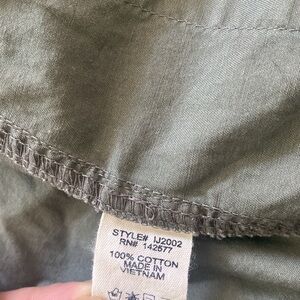 STYLE# IJ2002
RN# 142577
100% COTTON
MADE IN
VIETNAM